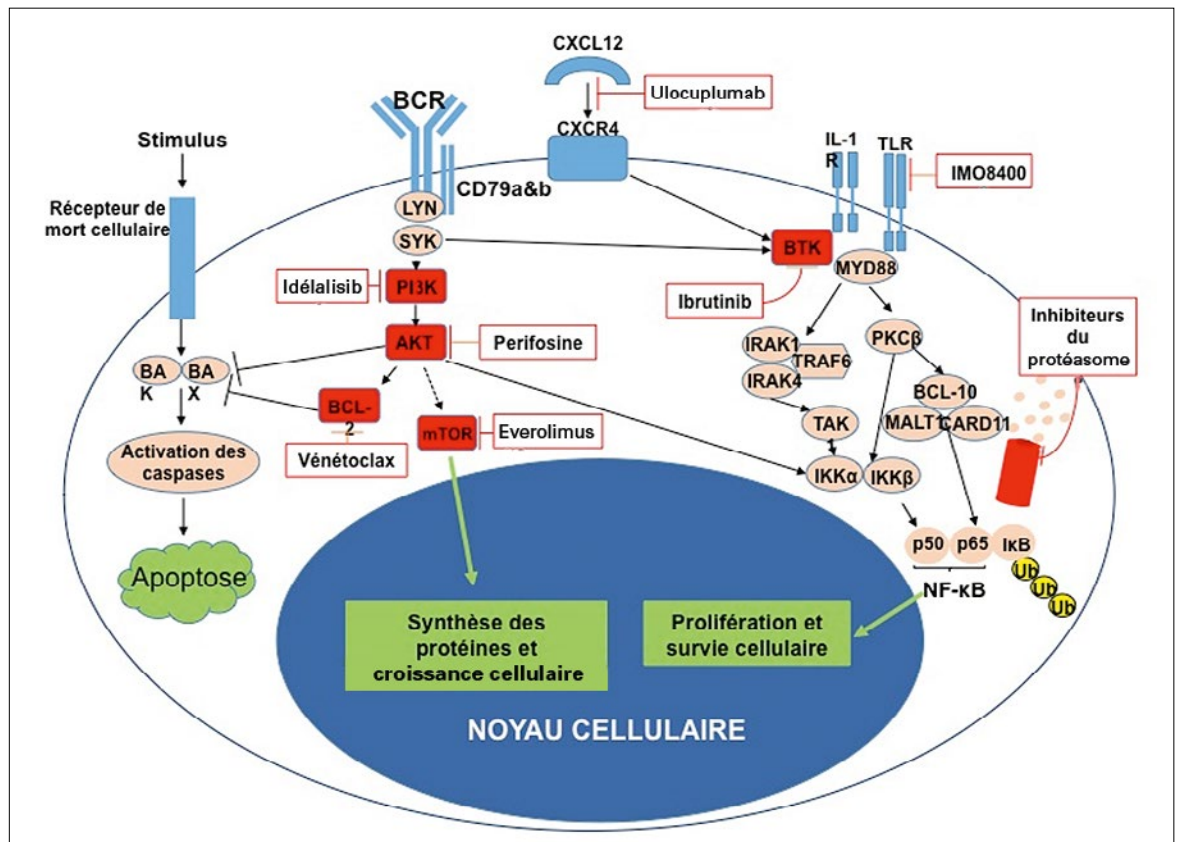 CXCL12
Ulocuplumab
BCR
CXCR4
Stimulus
IL-1
R
TLR
IMO8400
CD79a&b
LYN
Récepteur de
mort cellulaire
SYK
BTK
MYD88
Idélalisib
PI3K
Ibrutinib
Inhibiteurs
du
protéasome
AKT
Perifosine
IRAK1
TRAF6
IRAK4
PKCβ
BA
K
BA
X
BCL-10
MALT1
CARD11
BCL-
2
mTOR
Everolimus
TAK
1
Vénétoclax
Activation des
caspases
IKKα
IKKβ
p50
p65
IκB
Ub
Ub
Ub
NF-κB
Apoptose
Synthèse des
protéines et
croissance cellulaire
Prolifération et
survie cellulaire
NOYAU CELLULAIRE